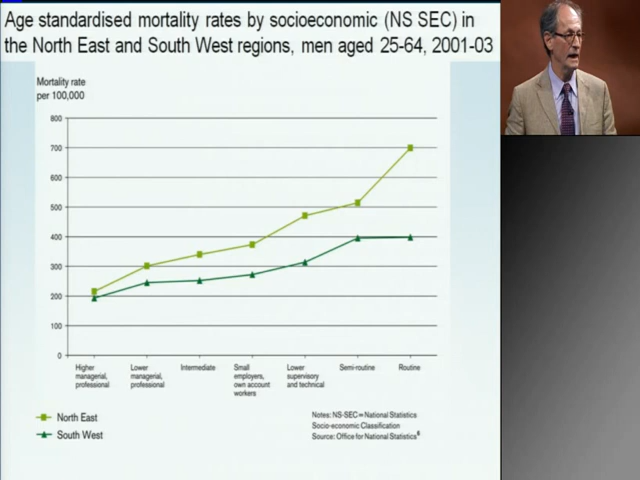 Age standardised mortality rates by socioeconomic (NS SEC) in
the North East and South West regions, men aged 25-64, 2001-03
Mortality rate
per 100,000
800
700
600
500
400
300
200
100
0
Higher
managerial,
professional
Lower
managerial,
professional
Intermediate
Small
employers,
own account
workers
Lower
supervisory
and technical
Semi-routine
Routine
North East
South West
Notes: NS-SEC=National Statistics
Socio-economic Classification
Source: Office for National Statistics⁶